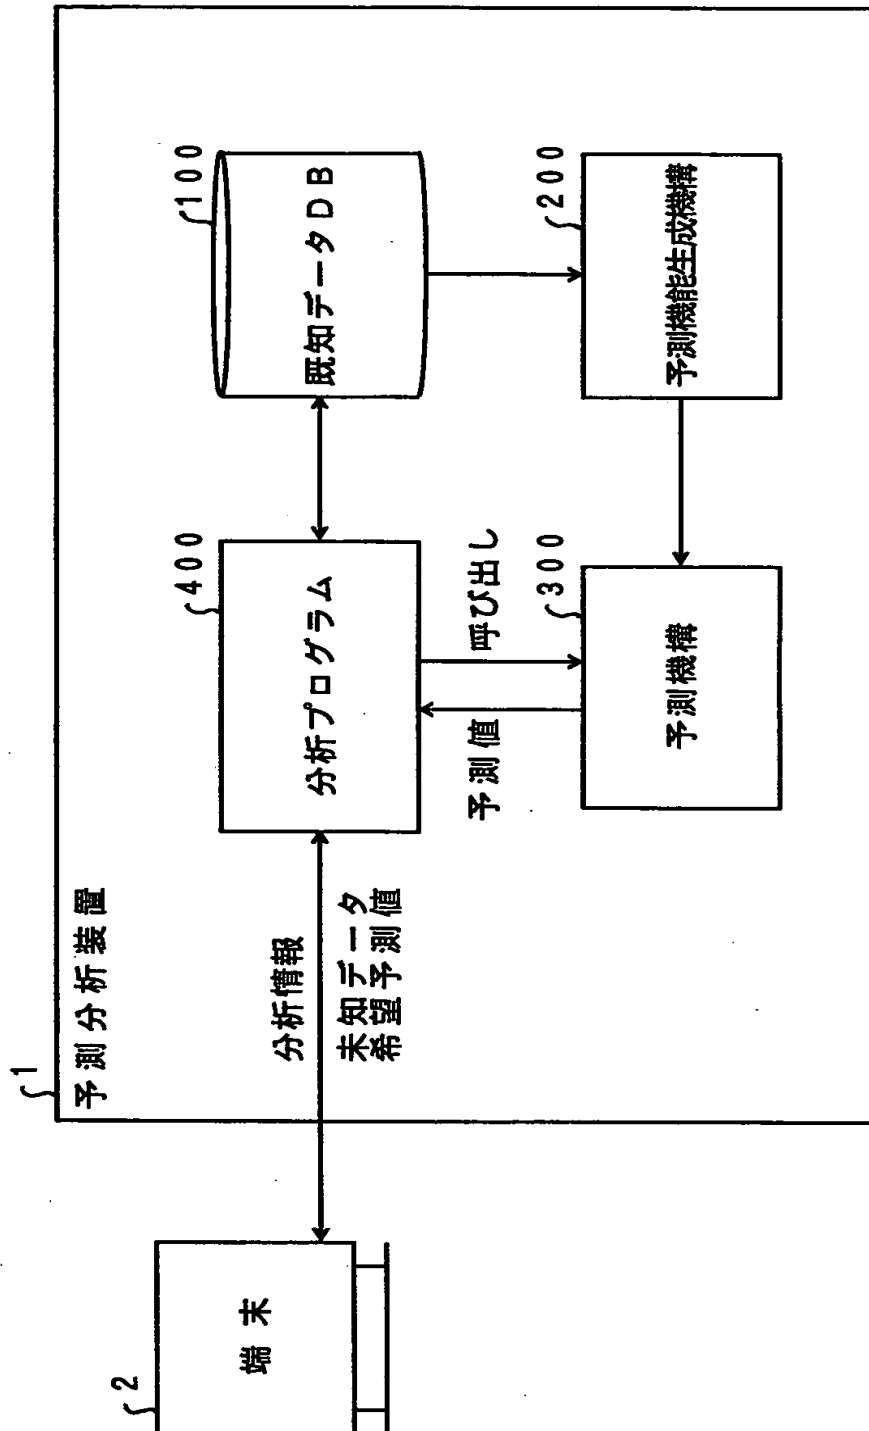 1
予測分析装置
2
端末
分析情報
未知データ
希望予測値
400
分析プログラム
100
既知データDB
予測値
呼び出し
300
予測機構
200
予測機能生成機構